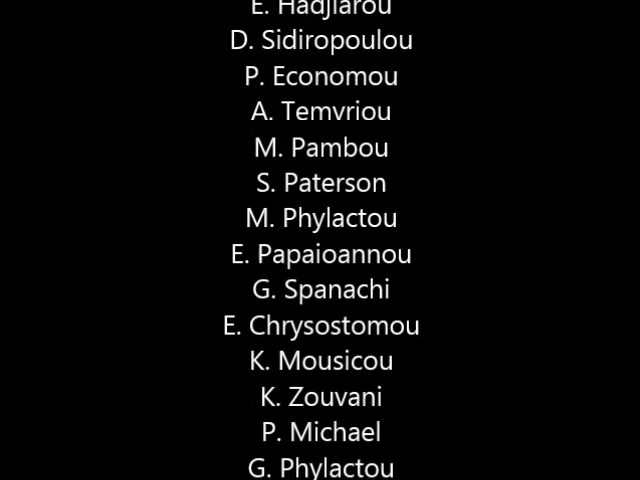 E. Hadjiarou
D. Sidiropoulou
P. Economou
A. Temvriou
M. Pambou
S. Paterson
M. Phylactou
E. Papaioannou
G. Spanachi
E. Chrysostomou
K. Mousicou
K. Zouvani
P. Michael
G. Phylactou